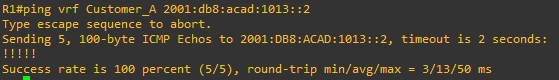 R1#ping vrf Customer_A 2001:db8:acad:1013::2
Type escape sequence to abort.
Sending 5, 100-byte ICMP Echos to 2001:DB8:ACAD:1013::2, timeout is 2 seconds:
!!!!!
Success rate is 100 percent (5/5), round-trip min/avg/max = 3/13/50 ms